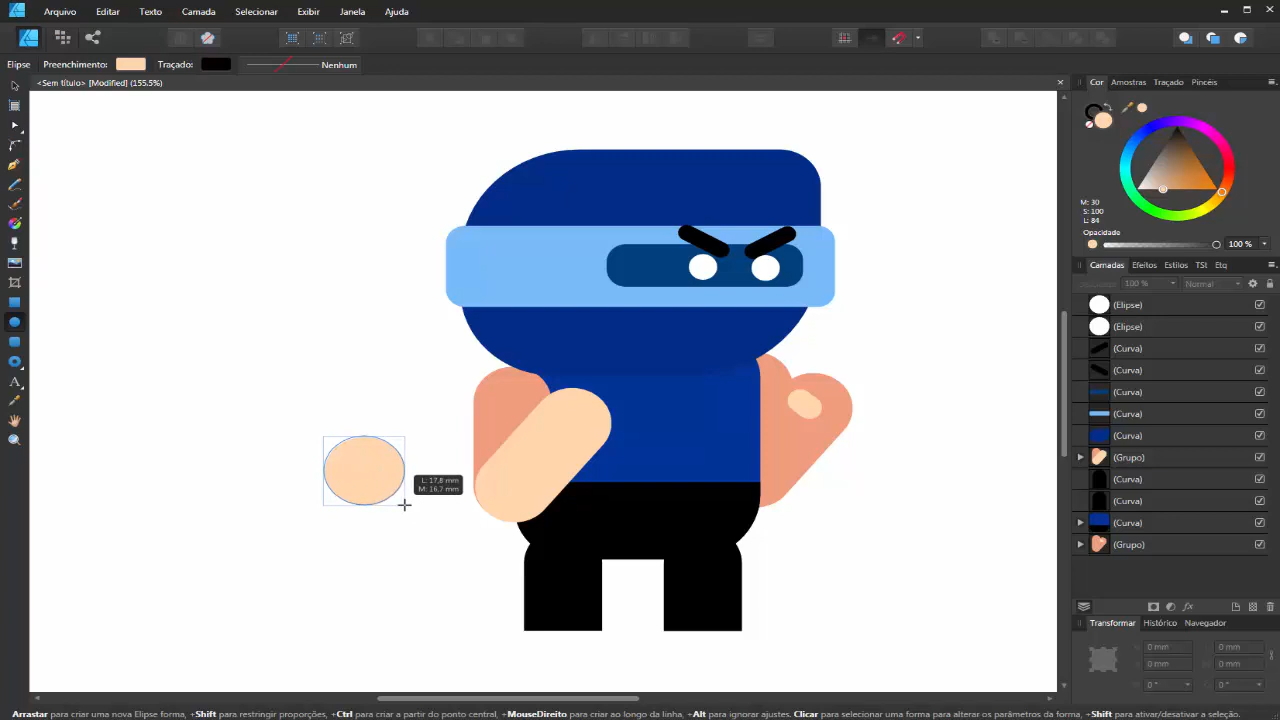 Arquivo Editar Texto Camada Selecionar Exibir Janela Ajuda
Elipse Preenchimento: Traçado: Nenhum
<Sem título> [Modified] (155.5%)
Cor Amostras Traçado Pincéis
M: 30
S: 100
L: 84
Opacidade
100 %
Camadas Efeitos Estilos TSI Etq
100 % Normal
(Elipse)
(Elipse)
(Curva)
(Curva)
(Curva)
(Curva)
(Curva)
(Grupo)
(Curva)
(Curva)
(Curva)
(Grupo)
L: 17,8 mm
M: 16,7 mm
Transformar Histórico Navegador
0 mm 0 mm
0 mm 0 mm
0 ° 0 °
Arrastar para criar uma nova Elipse forma, +Shift para restringir proporções, +Ctrl para criar a partir do ponto central, +MouseDireito para criar ao longo da linha, +Alt para ignorar ajustes. Clicar para selecionar uma forma para alterar os parâmetros da forma, +Shift para ativar/desativar a seleção.